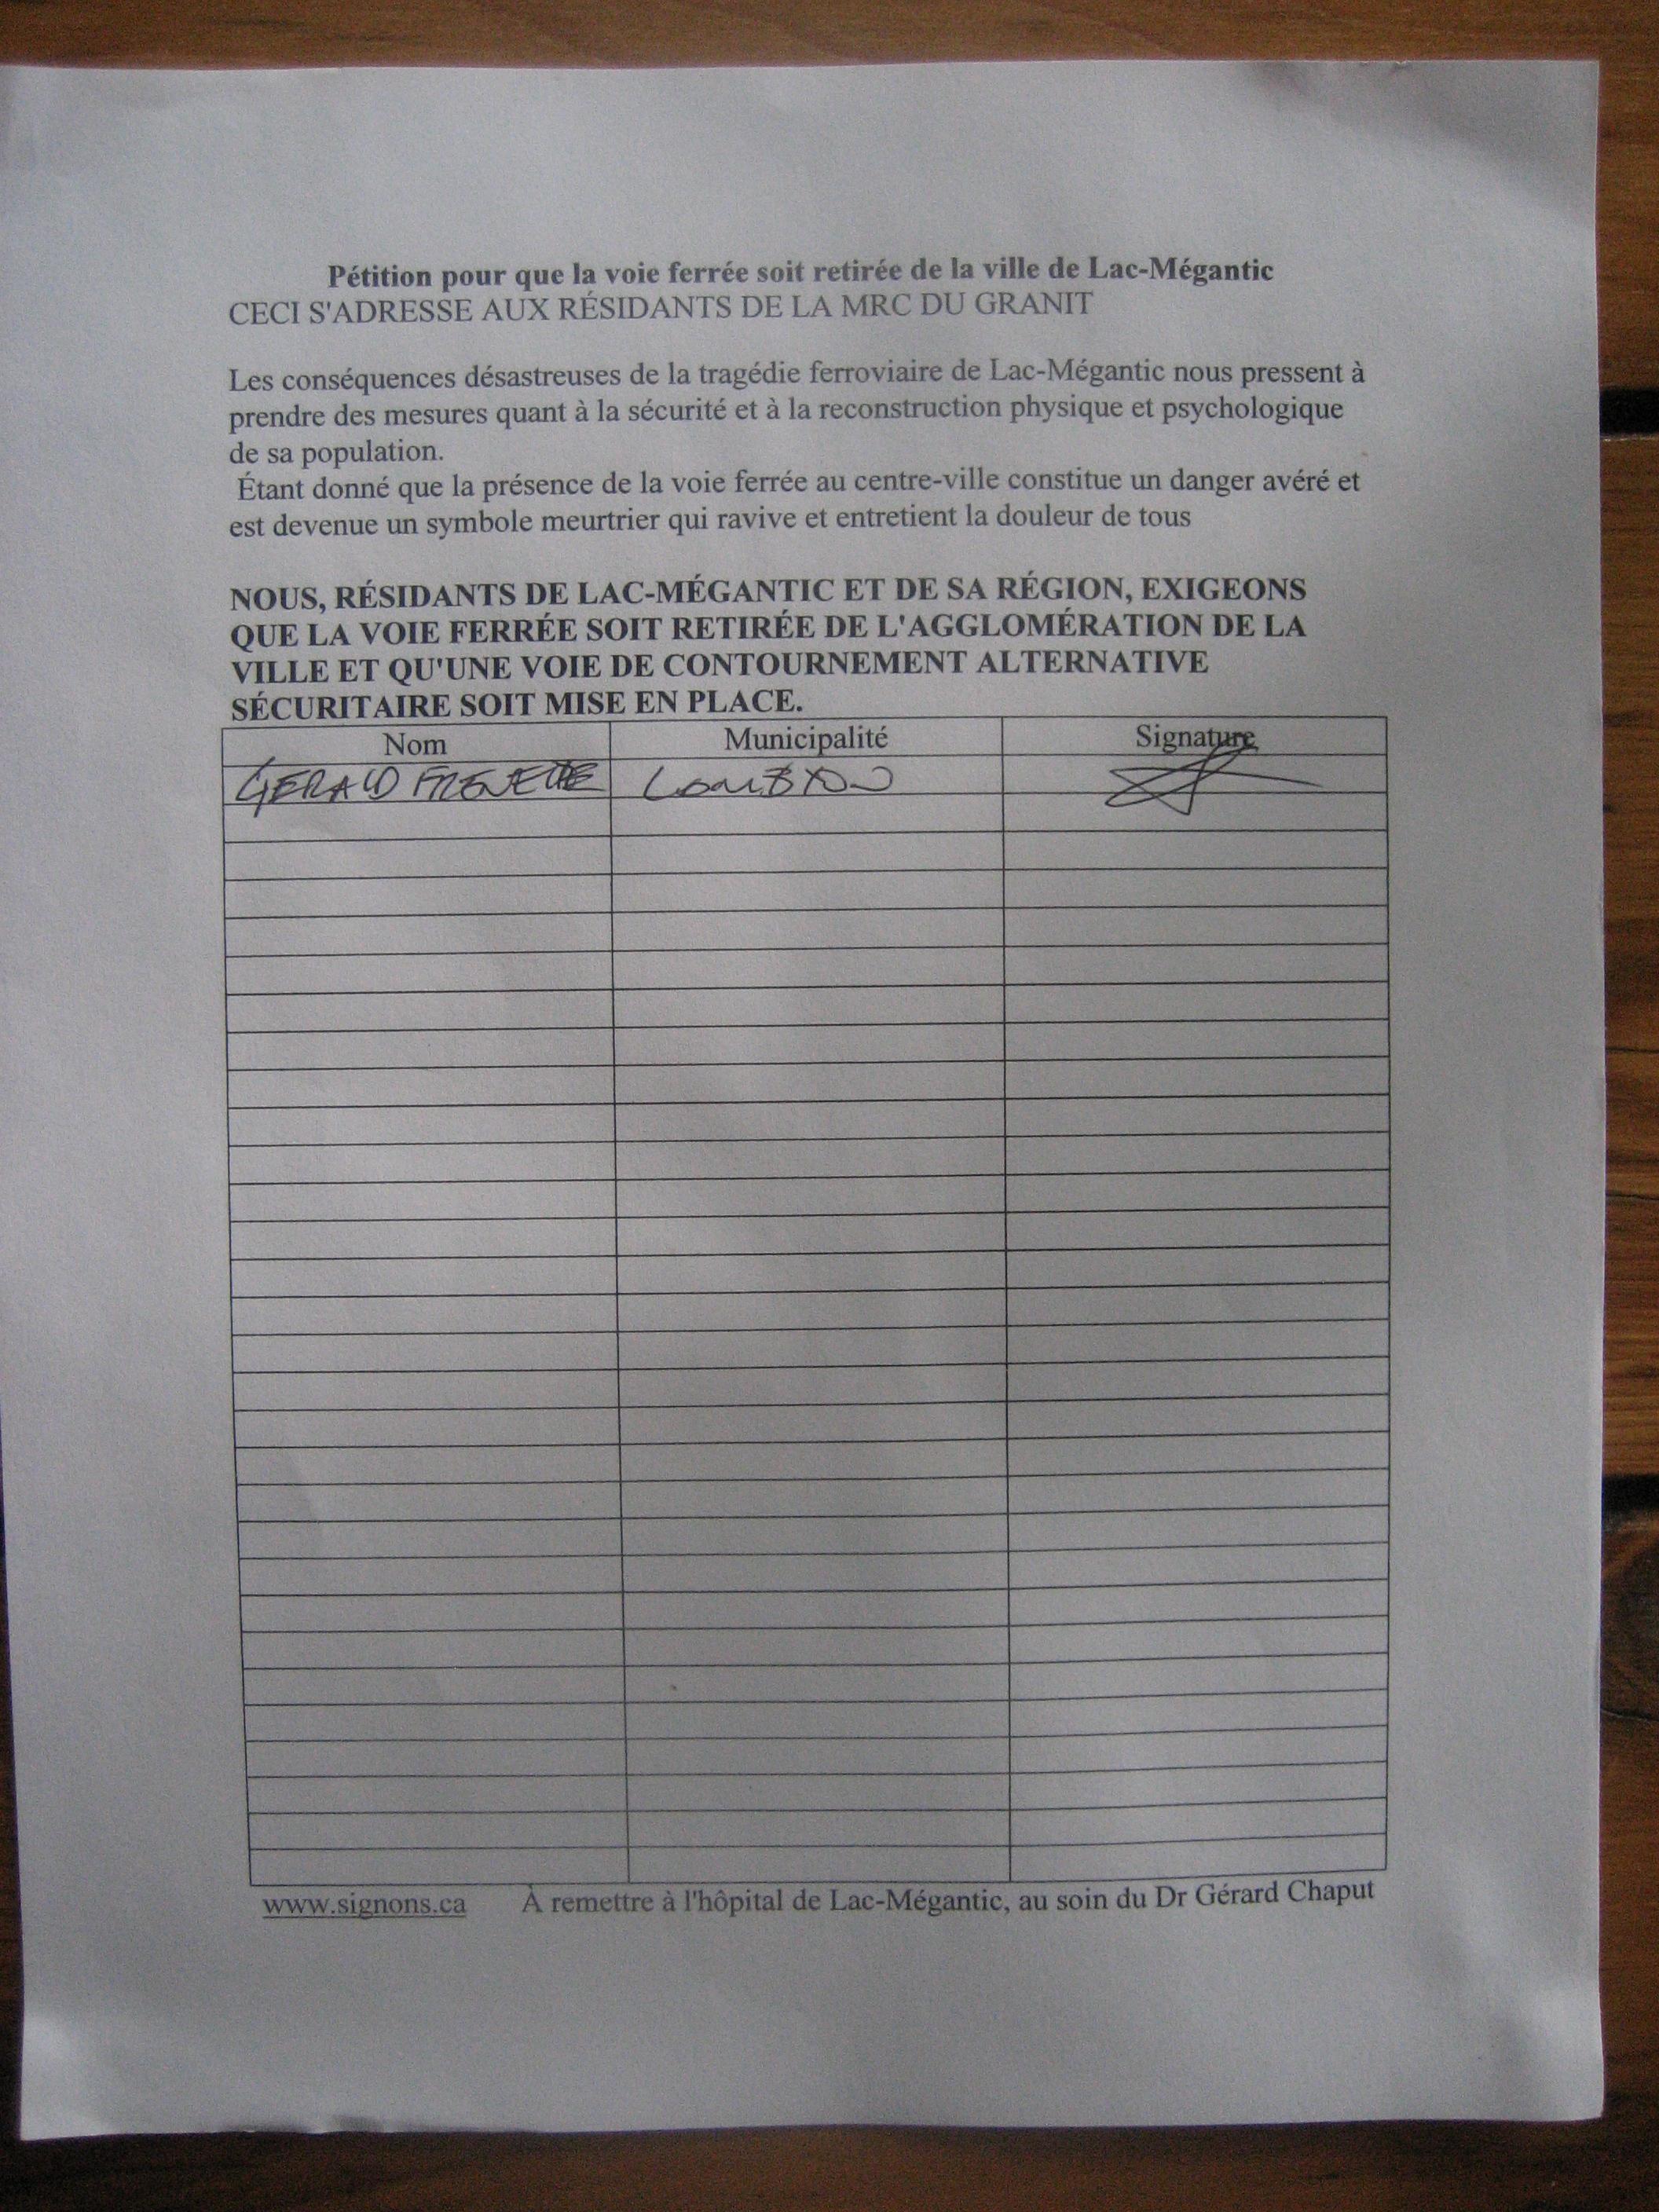 Pétition pour que la voie ferrée soit retirée de la ville de Lac-Mégantic
CECI S'ADRESSE AUX RÉSIDANTS DE LA MRC DU GRANIT
Les conséquences désastreuses de la tragédie ferroviaire de Lac-Mégantic nous pressent à
prendre des mesures quant à la sécurité et à la reconstruction physique et psychologique
de sa population.
Étant donné que la présence de la voie ferrée au centre-ville constitue un danger avéré et
est devenue un symbole meurtrier qui ravive et entretient la douleur de tous
NOUS, RÉSIDANTS DE LAC-MÉGANTIC ET DE SA RÉGION, EXIGEONS
QUE LA VOIE FERRÉE SOIT RETIRÉE DE L'AGGLOMÉRATION DE LA
VILLE ET QU'UNE VOIE DE CONTOURNEMENT ALTERNATIVE
SÉCURITAIRE SOIT MISE EN PLACE.
Nom Municipalité Signature
GERALD FRENETTE LAMBTON
www.signons.ca À remettre à l'hôpital de Lac-Mégantic, au soin du Dr Gérard Chaput